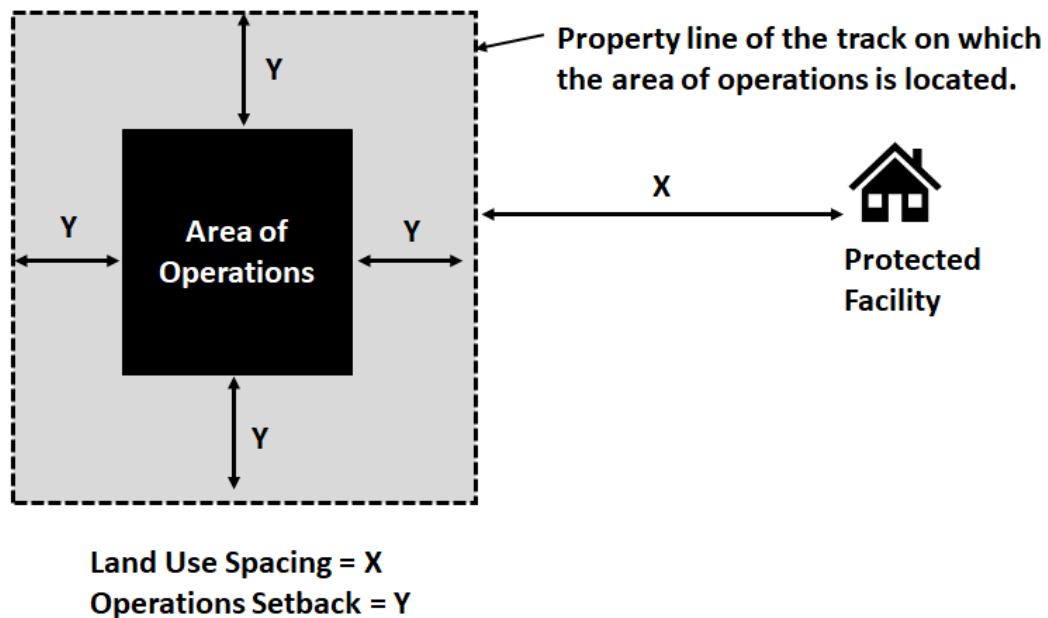 Y
Property line of the track on which
the area of operations is located.
X
Y
Area of
Operations
Y
Protected
Facility
Y
Land Use Spacing = X
Operations Setback = Y